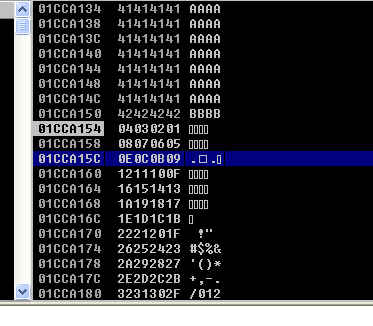 01CCA134 41414141 AAAA
01CCA138 41414141 AAAA
01CCA13C 41414141 AAAA
01CCA140 41414141 AAAA
01CCA144 41414141 AAAA
01CCA148 41414141 AAAA
01CCA14C 41414141 AAAA
01CCA150 42424242 BBBB
01CCA154 04030201 ▯▯▯▯
01CCA158 08070605 ▯▯▯▯
01CCA15C 0E0C0B09 .▯.▯
01CCA160 1211100F ▯▯▯▯
01CCA164 16151413 ▯▯▯▯
01CCA168 1A191817 ▯▯▯▯
01CCA16C 1E1D1C1B ▯
01CCA170 2221201F  !"
01CCA174 26252423 #$%&
01CCA178 2A292827 '()*
01CCA17C 2E2D2C2B +,-.
01CCA180 3231302F /012